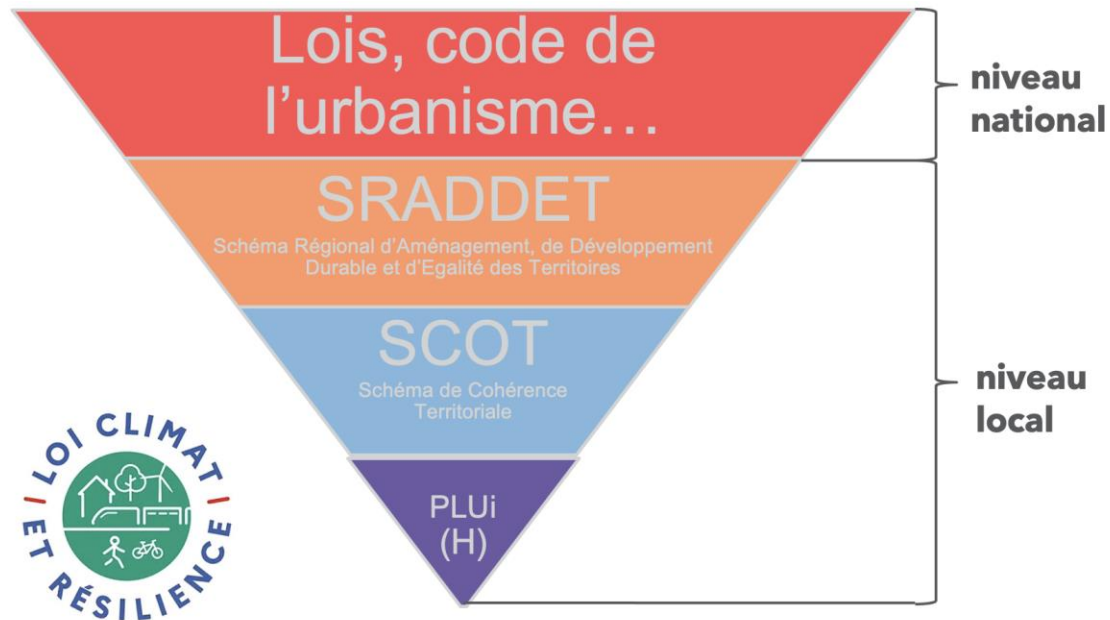 Lois, code de
l'urbanisme…
niveau
national
SRADDET
Schéma Régional d'Aménagement, de Développement
Durable et d'Egalité des Territoires
SCOT
Schéma de Cohérence
Territoriale
niveau
local
PLUi
(H)
LOI CLIMAT
ET RÉSILIENCE